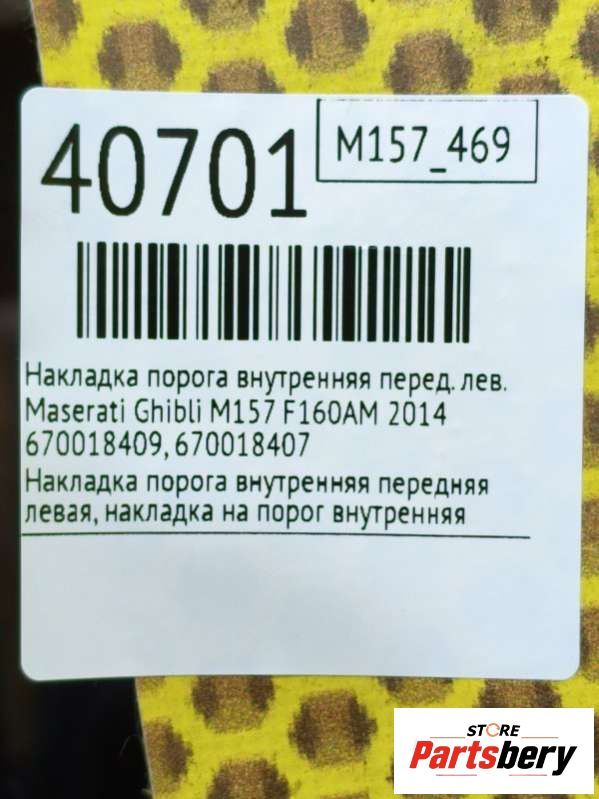 40701
M157_469
Накладка порога внутренняя перед. лев.
Maserati Ghibli M157 F160AM 2014
670018409, 670018407
Накладка порога внутренняя передняя
левая, накладка на порог внутренняя
STORE
Partsbery